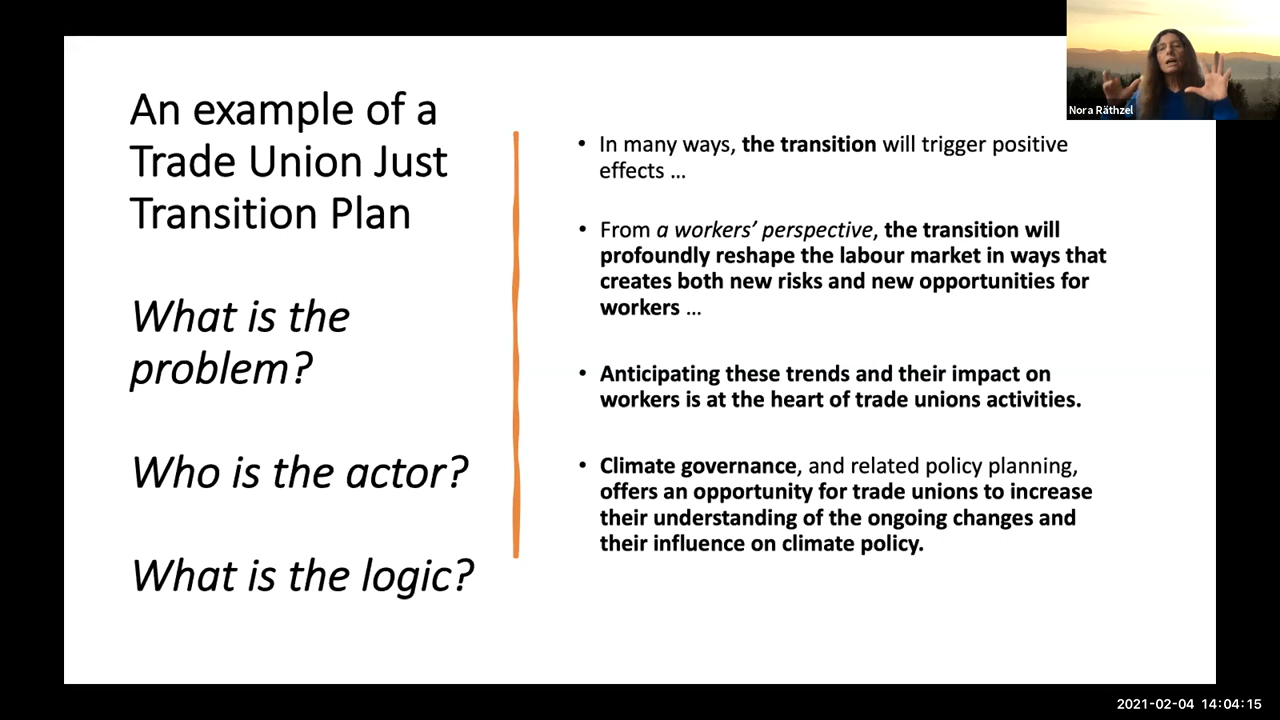 An example of a
Trade Union Just
Transition Plan
What is the
problem?
Who is the actor?
What is the logic?
• In many ways, the transition will trigger positive
effects ...
• From a workers’ perspective, the transition will
profoundly reshape the labour market in ways that
creates both new risks and new opportunities for
workers ...
• Anticipating these trends and their impact on
workers is at the heart of trade unions activities.
• Climate governance, and related policy planning,
offers an opportunity for trade unions to increase
their understanding of the ongoing changes and
their influence on climate policy.
Nora Räthzel
2021-02-04 14:04:15